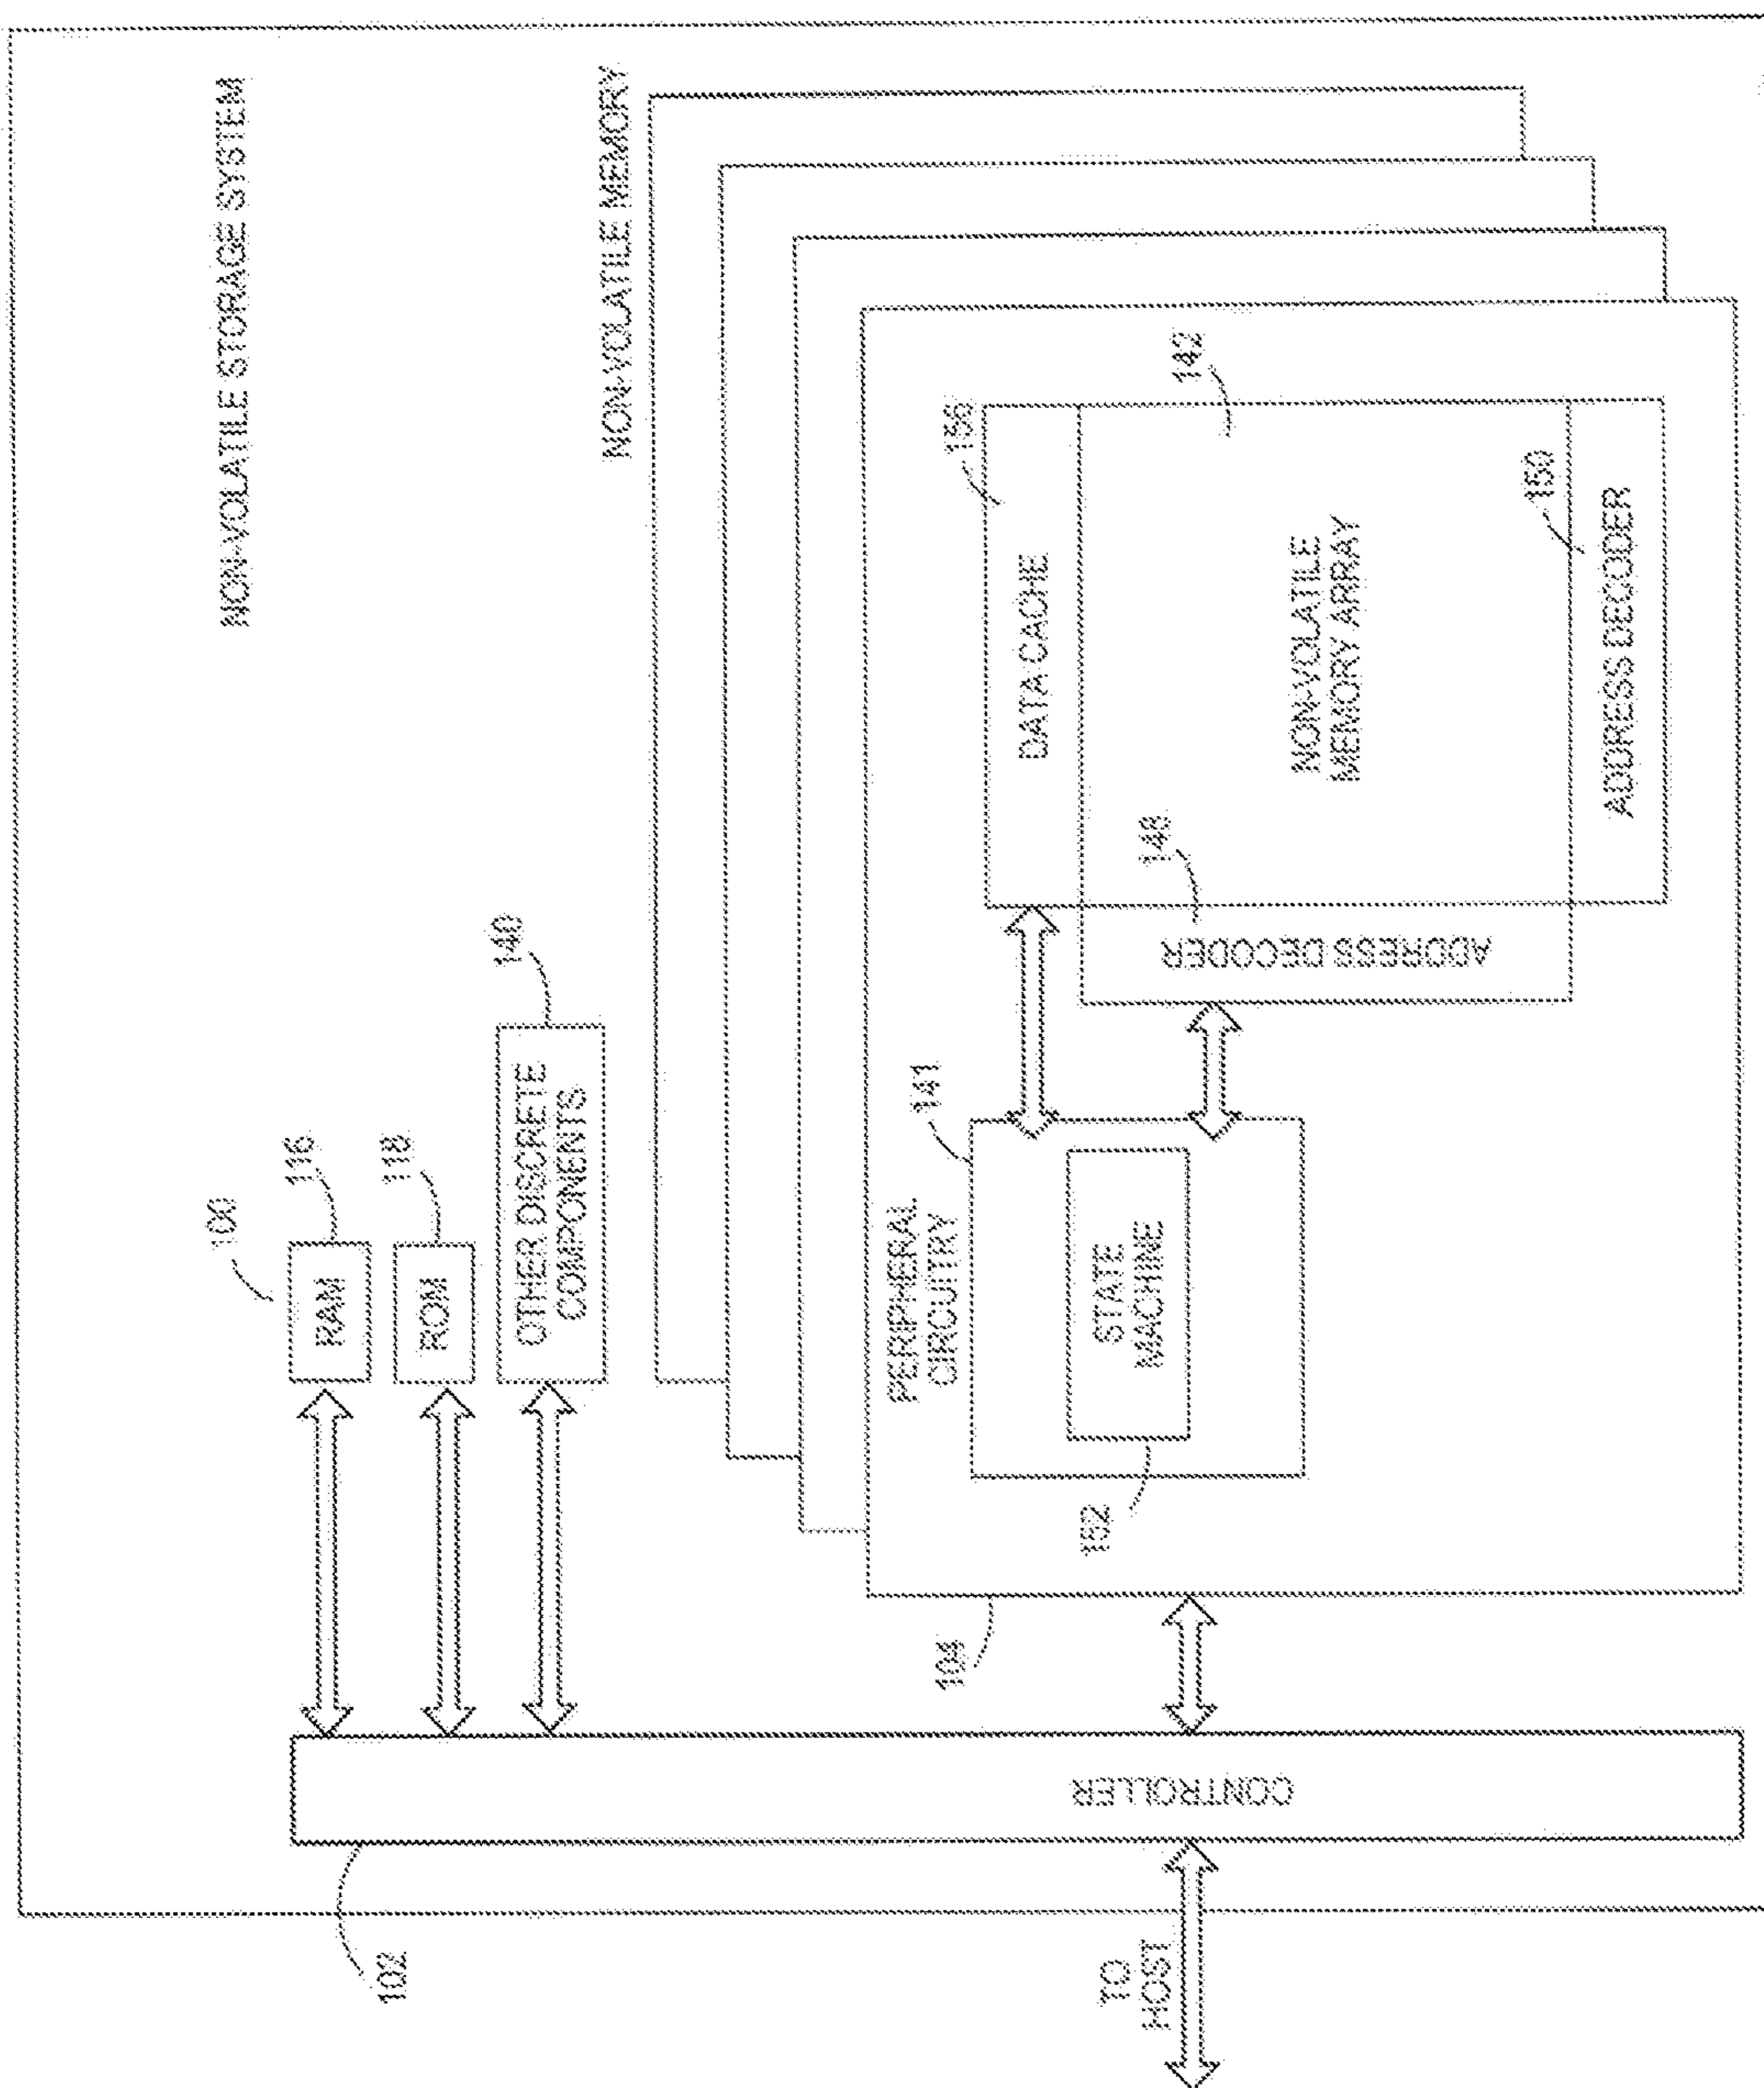 NON-VOLATILE STORAGE SYSTEM
100
RAM
116
ROM
118
OTHER DISCRETE
COMPONENTS
140
NON-VOLATILE MEMORY
102
CONTROLLER
TO
HOST
104
PERIPHERAL
CIRCUITRY
141
STATE
MACHINE
152
DATA CACHE
156
ADDRESS DECODER
148
NON-VOLATILE
MEMORY ARRAY
142
ADDRESS DECODER
150